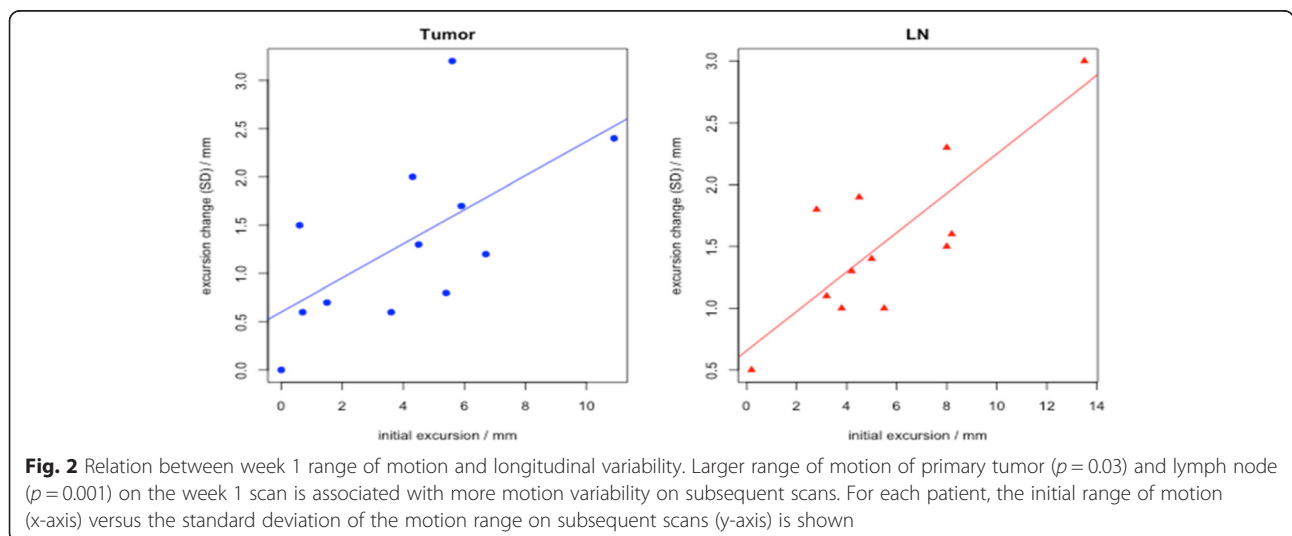 Tumor
excursion change (SD) / mm
3.0
2.5
2.0
1.5
1.0
0.5
0.0
0 2 4 6 8 10
initial excursion / mm
LN
excursion change (SD) / mm
3.0
2.5
2.0
1.5
1.0
0.5
0 2 4 6 8 10 12 14
initial excursion / mm
Fig. 2 Relation between week 1 range of motion and longitudinal variability. Larger range of motion of primary tumor (p = 0.03) and lymph node
(p = 0.001) on the week 1 scan is associated with more motion variability on subsequent scans. For each patient, the initial range of motion
(x-axis) versus the standard deviation of the motion range on subsequent scans (y-axis) is shown